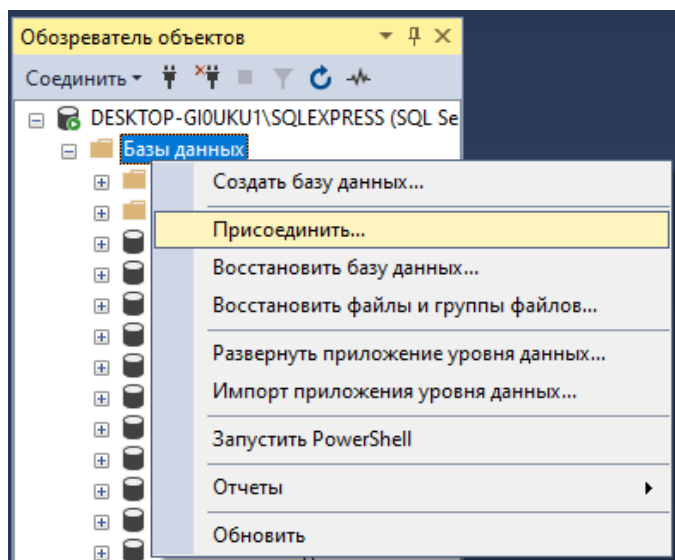 Обозреватель объектов
Соединить
DESKTOP-GI0UKU1\SQLEXPRESS (SQL Se
Базы данных
Создать базу данных...
Присоединить...
Восстановить базу данных...
Восстановить файлы и группы файлов...
Развернуть приложение уровня данных...
Импорт приложения уровня данных...
Запустить PowerShell
Отчеты
Обновить